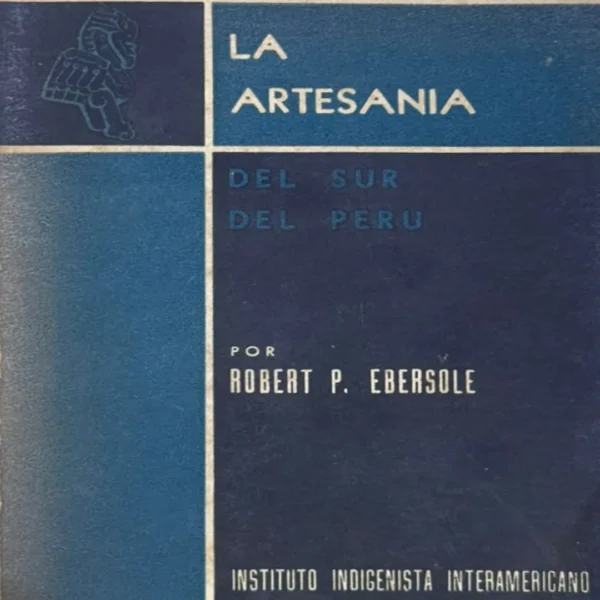 LA
ARTESANIA
DEL SUR
DEL PERU
POR
ROBERT P. EBERSOLE
INSTITUTO INDIGENISTA INTERAMERICANO